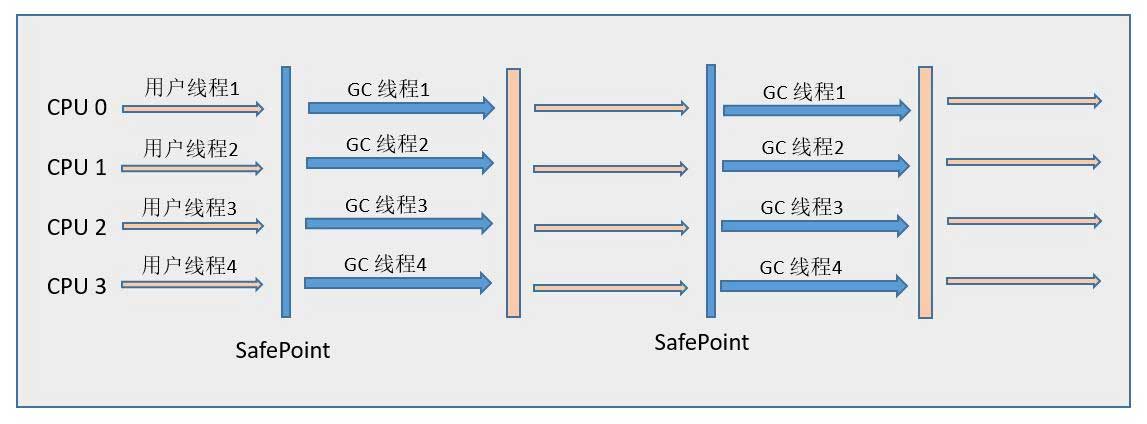 CPU 0 用户线程1 GC 线程1 GC 线程1
CPU 1 用户线程2 GC 线程2 GC 线程2
CPU 2 用户线程3 GC 线程3 GC 线程3
CPU 3 用户线程4 GC 线程4 GC 线程4
SafePoint SafePoint